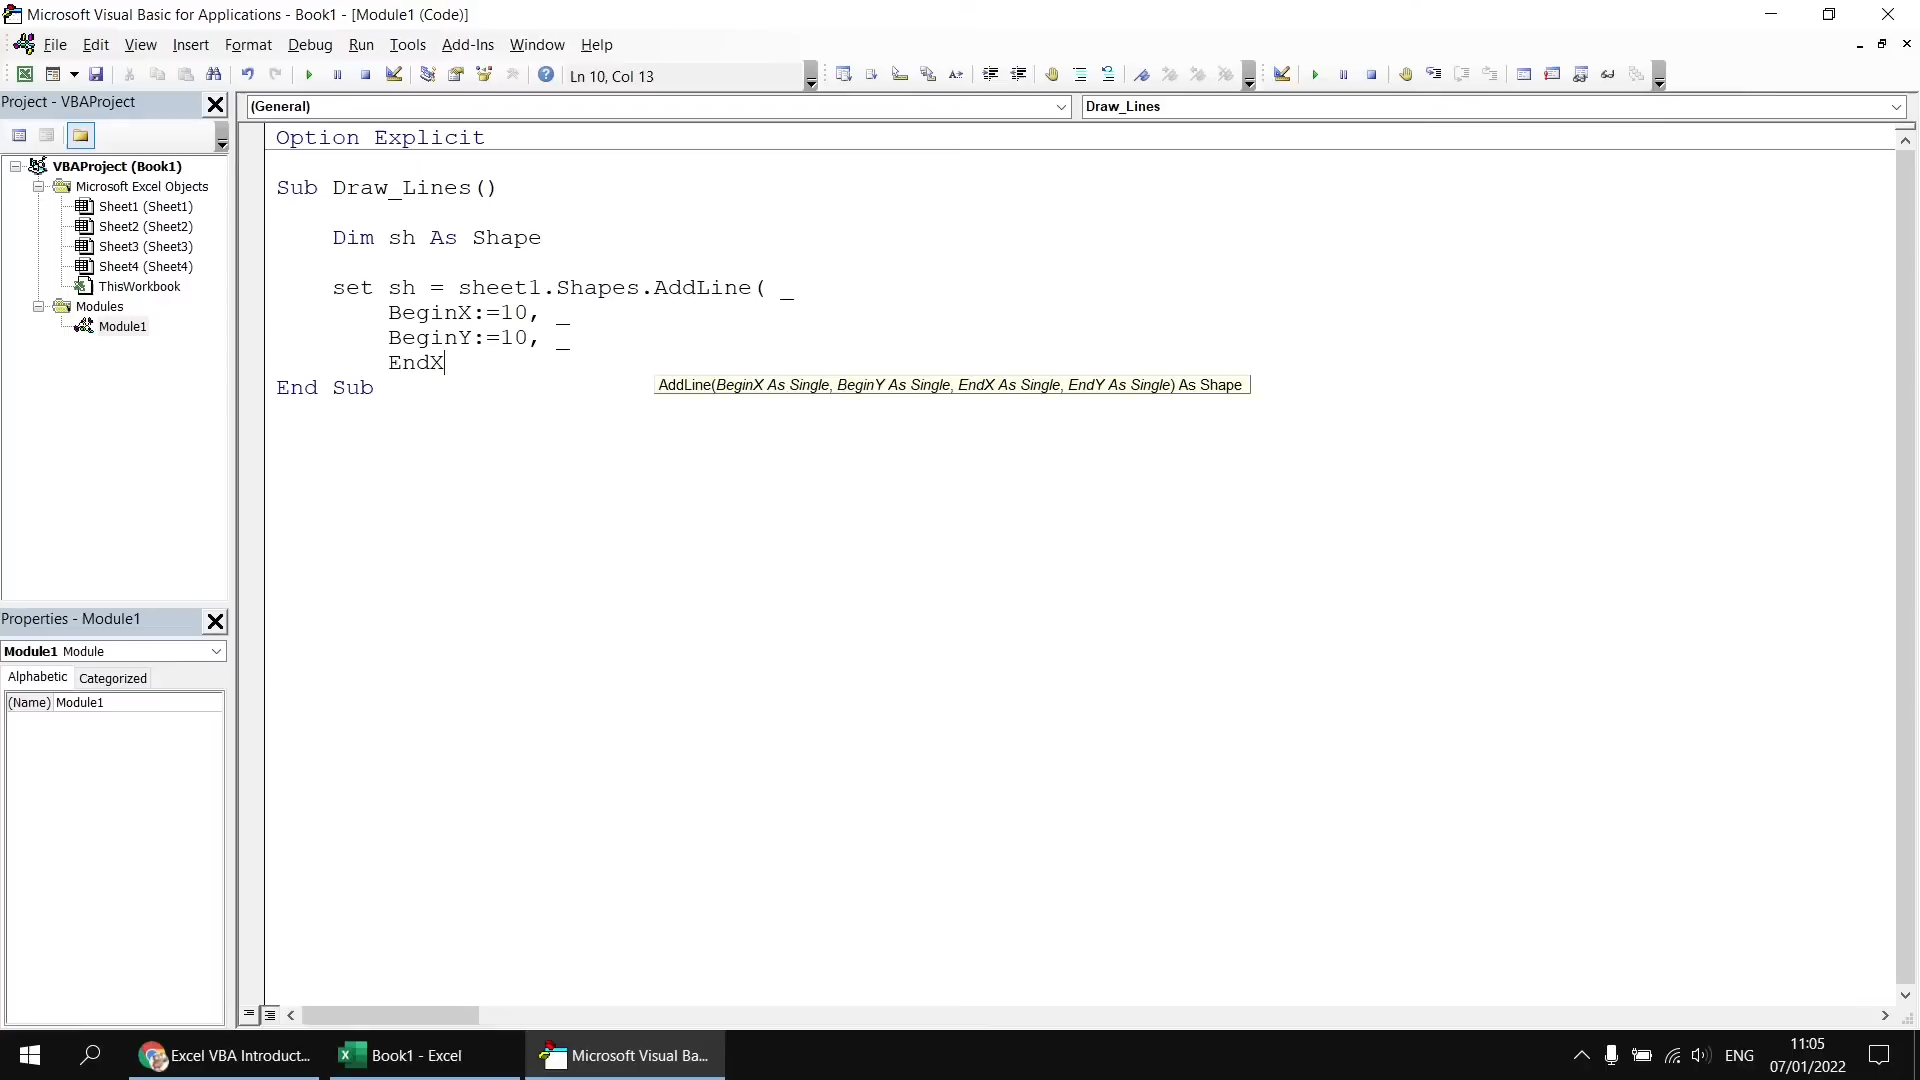 Microsoft Visual Basic for Applications - Book1 - [Module1 (Code)]
File Edit View Insert Format Debug Run Tools Add-Ins Window Help
Ln 10, Col 13
Project - VBAProject
(General)
Draw_Lines
VBAProject (Book1)
Microsoft Excel Objects
Sheet1 (Sheet1)
Sheet2 (Sheet2)
Sheet3 (Sheet3)
Sheet4 (Sheet4)
ThisWorkbook
Modules
Module1
Option Explicit
Sub Draw_Lines()
Dim sh As Shape
set sh = sheet1.Shapes.AddLine( _
BeginX:=10, _
BeginY:=10, _
EndX
End Sub
AddLine(BeginX As Single, BeginY As Single, EndX As Single, EndY As Single) As Shape
Properties - Module1
Module1 Module
Alphabetic Categorized
(Name) Module1
Excel VBA Introduct...
Book1 - Excel
Microsoft Visual Ba...
ENG
11:05
07/01/2022